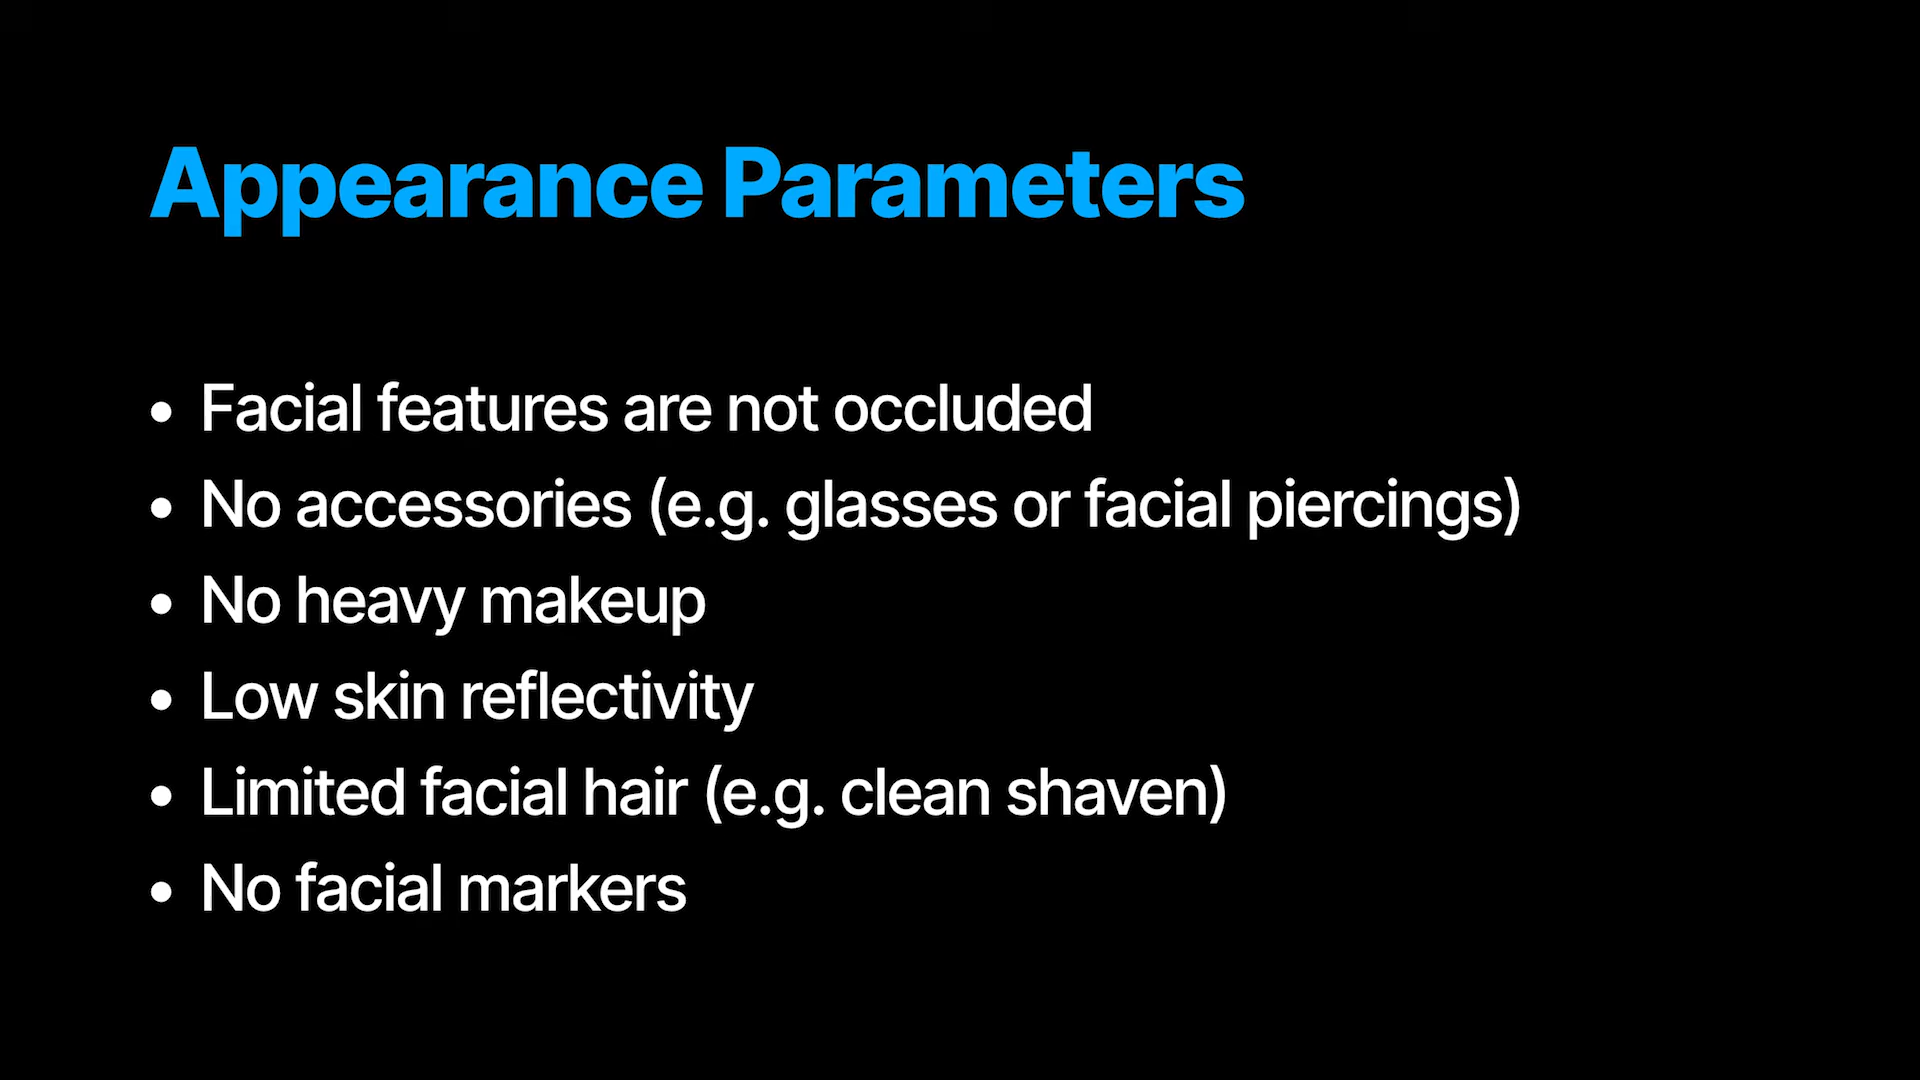 Appearance Parameters
• Facial features are not occluded
• No accessories (e.g. glasses or facial piercings)
• No heavy makeup
• Low skin reflectivity
• Limited facial hair (e.g. clean shaven)
• No facial markers